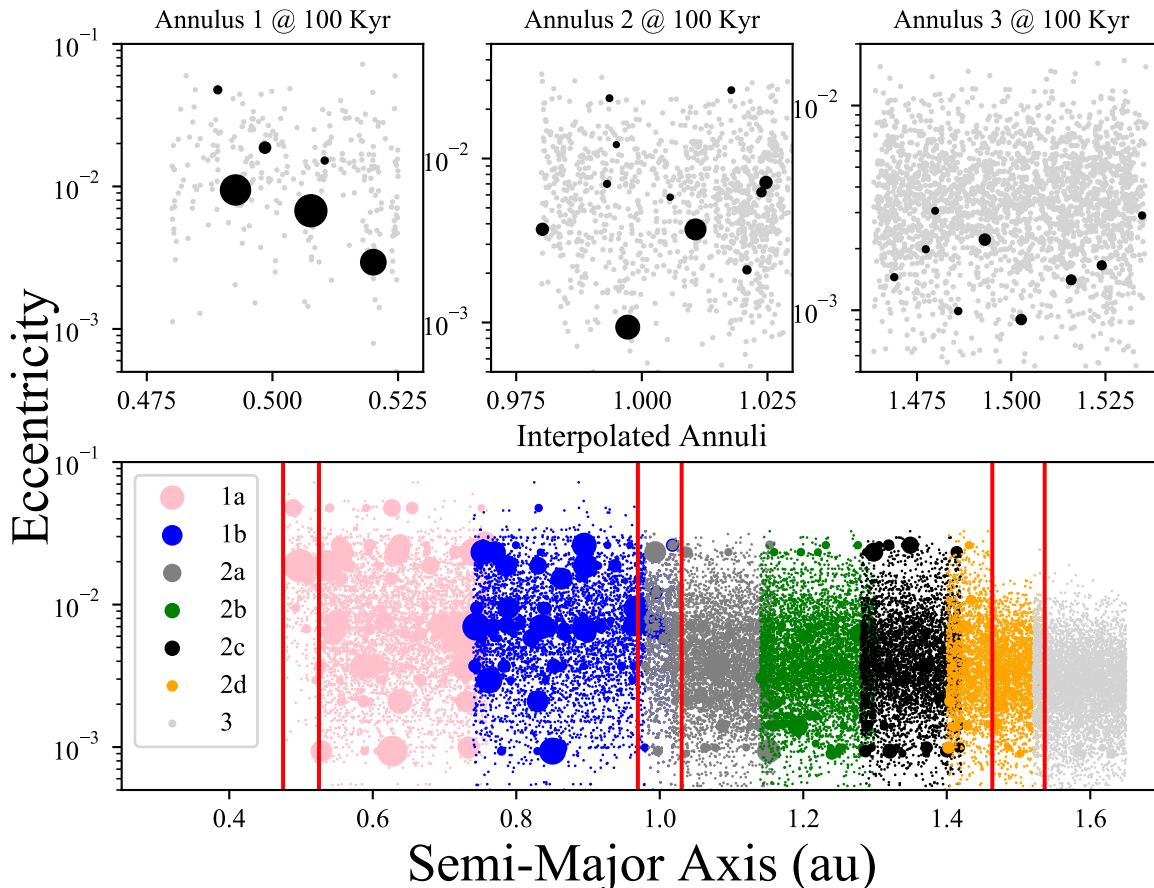 Annulus 1 @ 100 Kyr
Annulus 2 @ 100 Kyr
Annulus 3 @ 100 Kyr
10⁻¹
10⁻²
10⁻³
0.475 0.500 0.525
10⁻²
10⁻³
0.975 1.000 1.025
10⁻²
10⁻³
1.475 1.500 1.525
Eccentricity
Interpolated Annuli
10⁻¹
10⁻²
10⁻³
1a
1b
2a
2b
2c
2d
3
0.4 0.6 0.8 1.0 1.2 1.4 1.6
Semi-Major Axis (au)